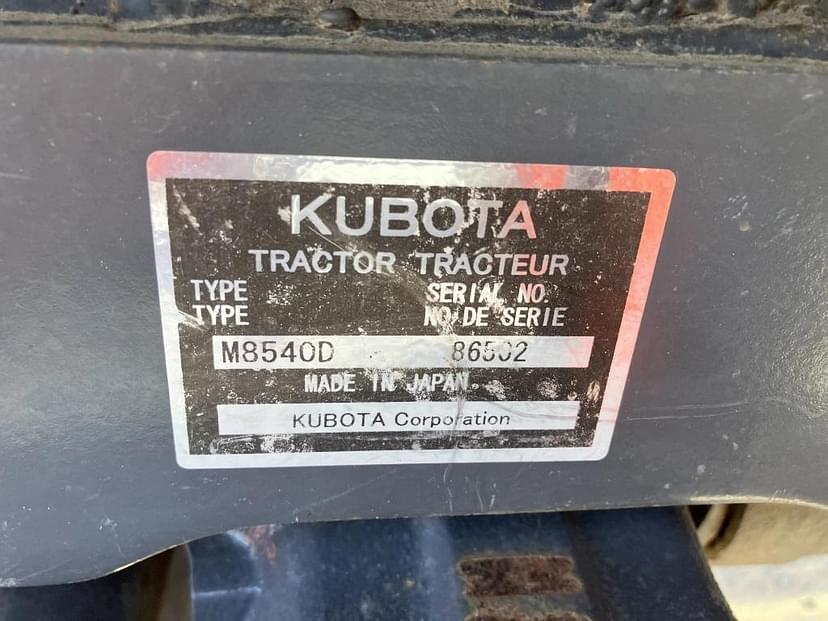 KUBOTA
TRACTOR TRACTEUR
TYPE SERIAL NO.
TYPE NO.DE SERIE
M8540D 86502
MADE IN JAPAN
KUBOTA Corporation